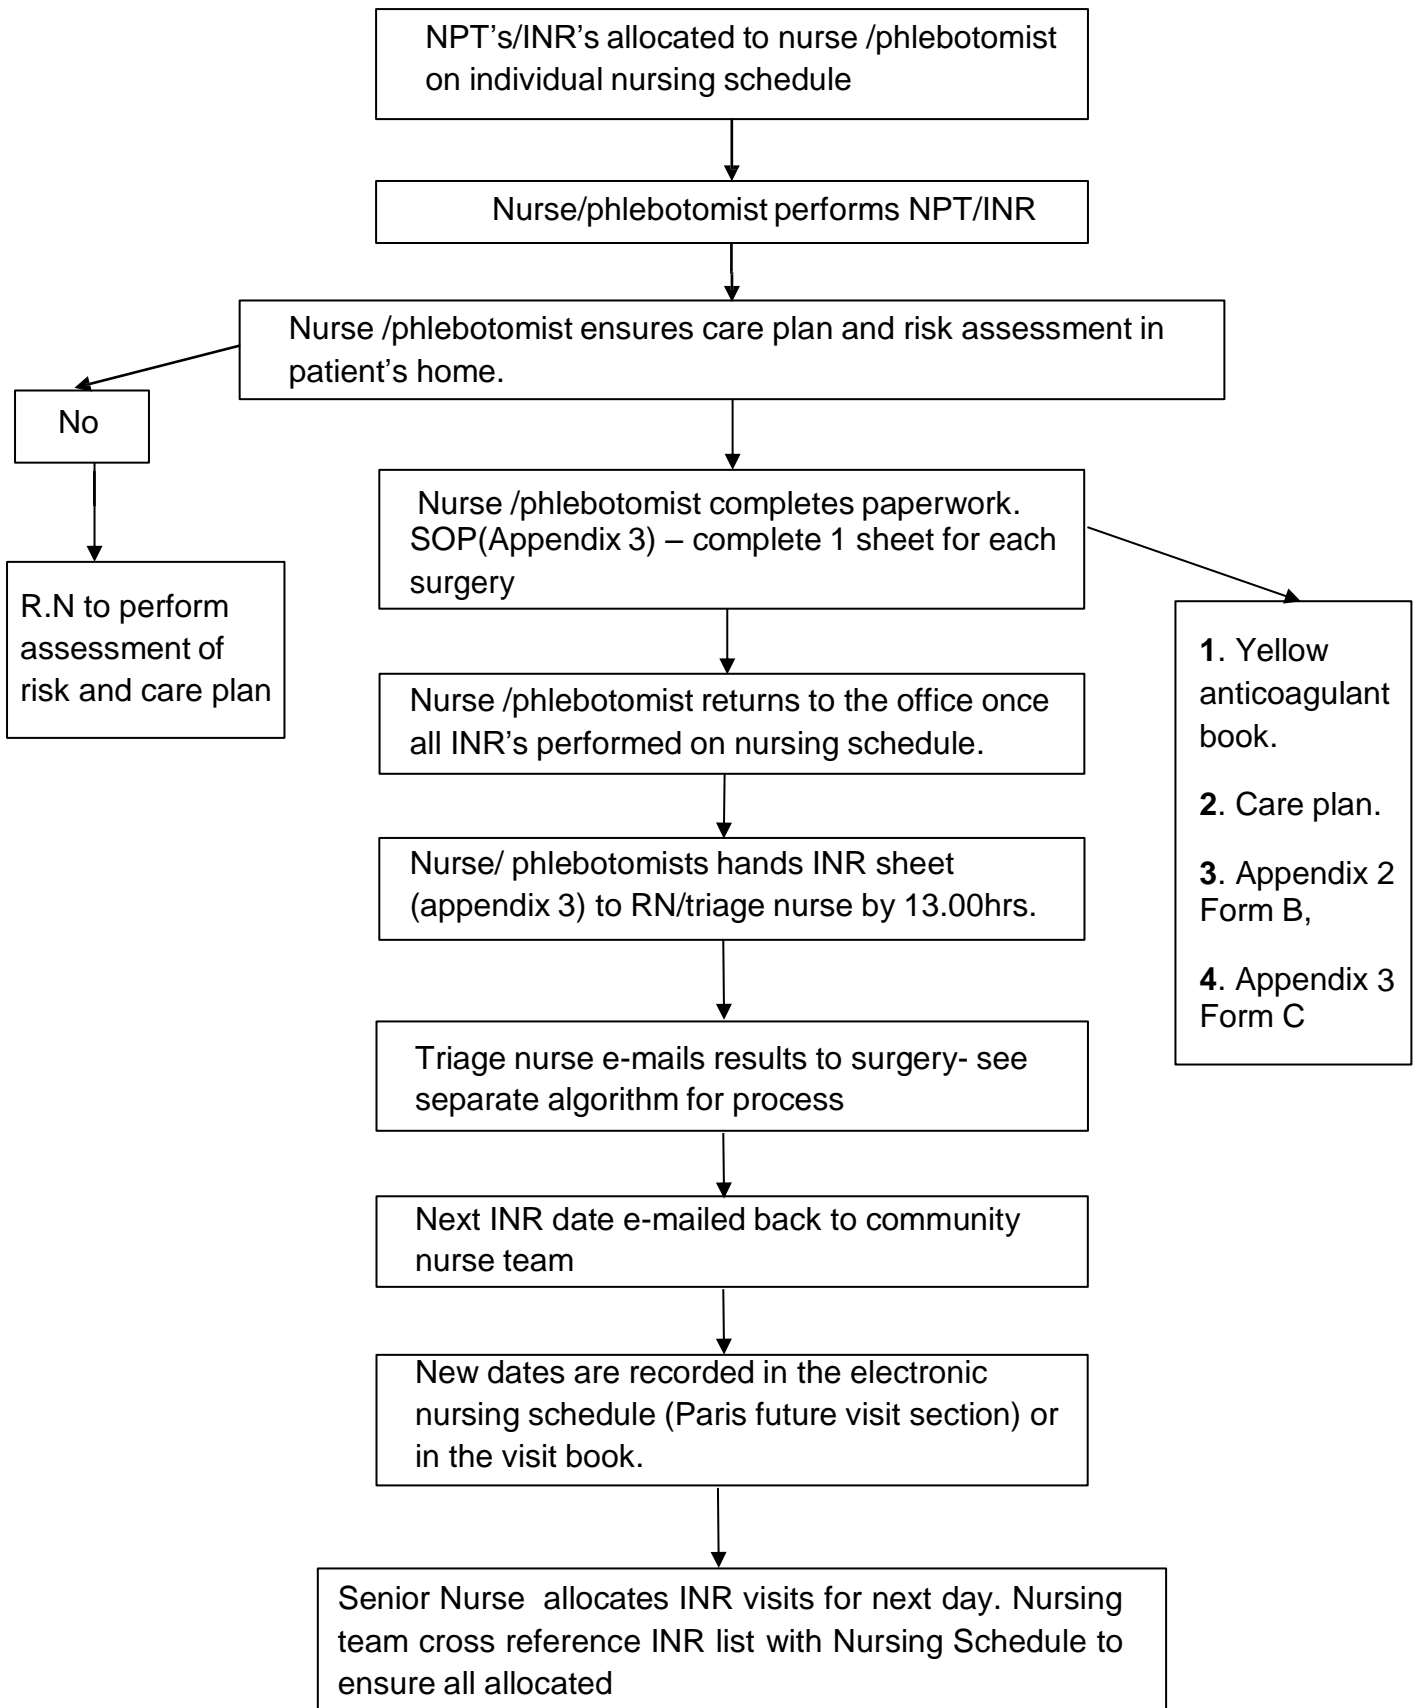 NPT's/INR's allocated to nurse /phlebotomist
on individual nursing schedule
Nurse/phlebotomist performs NPT/INR
Nurse /phlebotomist ensures care plan and risk assessment in
patient's home.
No
R.N to perform
assessment of
risk and care plan
Nurse /phlebotomist completes paperwork.
SOP(Appendix 3) – complete 1 sheet for each
surgery
1. Yellow
anticoagulant
book.
2. Care plan.
3. Appendix 2
Form B,
4. Appendix 3
Form C
Nurse /phlebotomist returns to the office once
all INR's performed on nursing schedule.
Nurse/ phlebotomists hands INR sheet
(appendix 3) to RN/triage nurse by 13.00hrs.
Triage nurse e-mails results to surgery- see
separate algorithm for process
Next INR date e-mailed back to community
nurse team
New dates are recorded in the electronic
nursing schedule (Paris future visit section) or
in the visit book.
Senior Nurse  allocates INR visits for next day. Nursing
team cross reference INR list with Nursing Schedule to
ensure all allocated